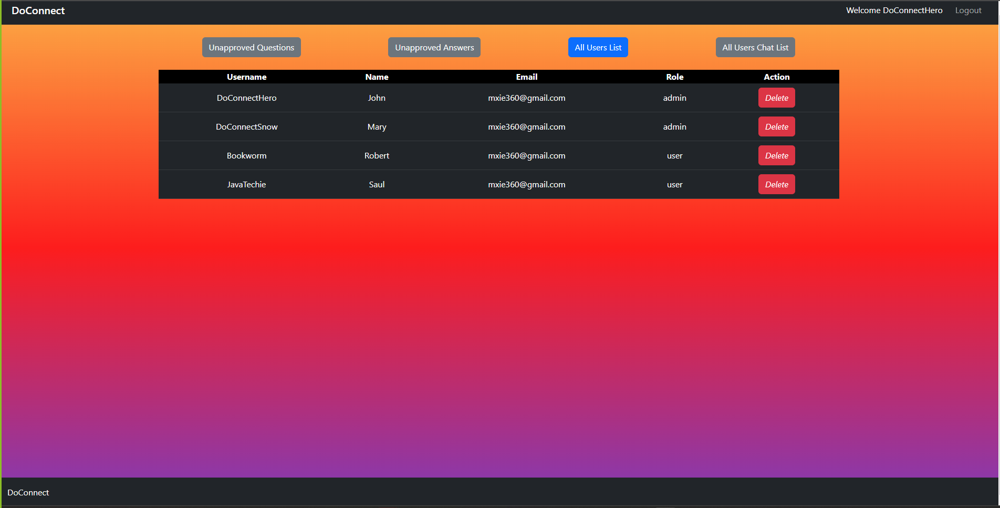 DoConnect Welcome DoConnectHero Logout
Unapproved Questions Unapproved Answers All Users List All Users Chat List
Username Name Email Role Action
DoConnectHero John mxie360@gmail.com admin Delete
DoConnectSnow Mary mxie360@gmail.com admin Delete
Bookworm Robert mxie360@gmail.com user Delete
JavaTechie Saul mxie360@gmail.com user Delete
DoConnect